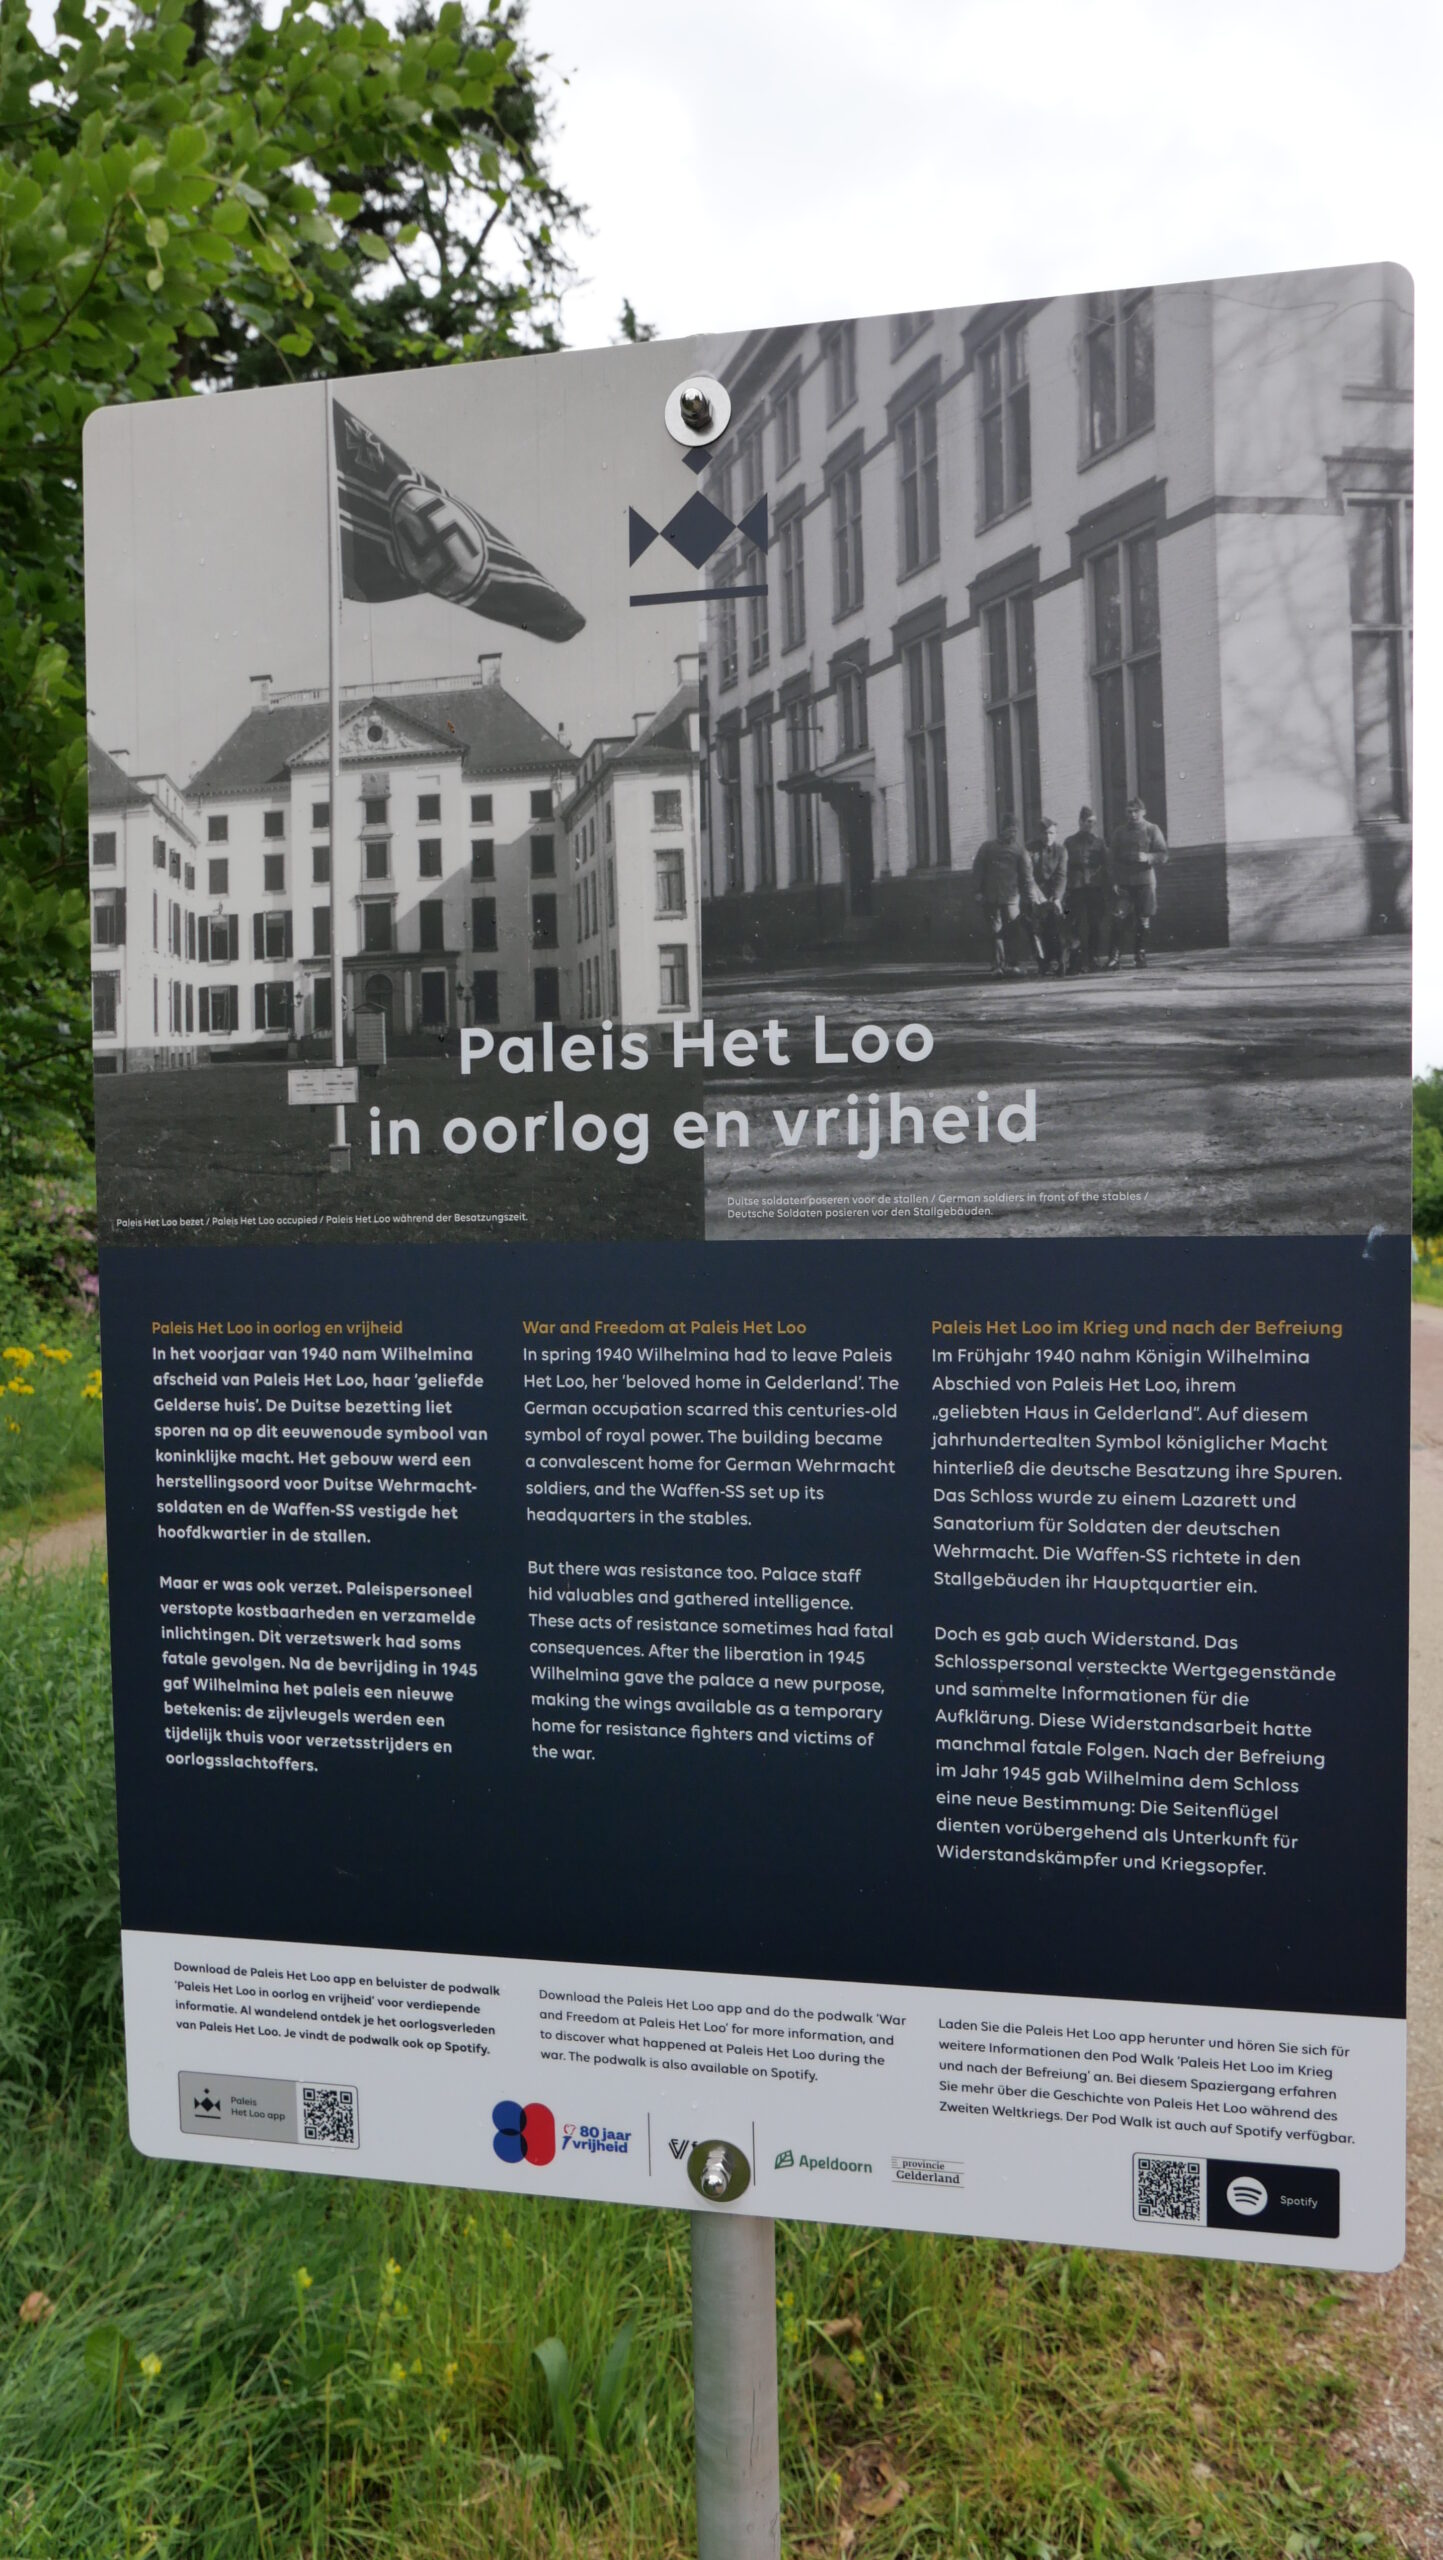 Paleis Het Loo
in oorlog en vrijheid
Paleis Het Loo bezet / Paleis Het Loo occupied / Paleis Het Loo während der Besatzungszeit.
Duitse soldaten poseren voor de stallen / German soldiers in front of the stables /
Deutsche Soldaten posieren vor den Stallgebäuden.
Paleis Het Loo in oorlog en vrijheid
In het voorjaar van 1940 nam Wilhelmina
afscheid van Paleis Het Loo, haar ‘geliefde
Gelderse huis’. De Duitse bezetting liet
sporen na op dit eeuwenoude symbool van
koninklijke macht. Het gebouw werd een
herstellingsoord voor Duitse Wehrmacht-
soldaten en de Waffen-SS vestigde het
hoofdkwartier in de stallen.
Maar er was ook verzet. Paleispersoneel
verstopte kostbaarheden en verzamelde
inlichtingen. Dit verzetswerk had soms
fatale gevolgen. Na de bevrijding in 1945
gaf Wilhelmina het paleis een nieuwe
betekenis: de zijvleugels werden een
tijdelijk thuis voor verzetsstrijders en
oorlogsslachtoffers.
War and Freedom at Paleis Het Loo
In spring 1940 Wilhelmina had to leave Paleis
Het Loo, her ‘beloved home in Gelderland’. The
German occupation scarred this centuries-old
symbol of royal power. The building became
a convalescent home for German Wehrmacht
soldiers, and the Waffen-SS set up its
headquarters in the stables.
But there was resistance too. Palace staff
hid valuables and gathered intelligence.
These acts of resistance sometimes had fatal
consequences. After the liberation in 1945
Wilhelmina gave the palace a new purpose,
making the wings available as a temporary
home for resistance fighters and victims of
the war.
Paleis Het Loo im Krieg und nach der Befreiung
Im Frühjahr 1940 nahm Königin Wilhelmina
Abschied von Paleis Het Loo, ihrem
„geliebten Haus in Gelderland“. Auf diesem
jahrhundertealten Symbol königlicher Macht
hinterließ die deutsche Besatzung ihre Spuren.
Das Schloss wurde zu einem Lazarett und
Sanatorium für Soldaten der deutschen
Wehrmacht. Die Waffen-SS richtete in den
Stallgebäuden ihr Hauptquartier ein.
Doch es gab auch Widerstand. Das
Schlosspersonal versteckte Wertgegenstände
und sammelte Informationen für die
Aufklärung. Diese Widerstandsarbeit hatte
manchmal fatale Folgen. Nach der Befreiung
im Jahr 1945 gab Wilhelmina dem Schloss
eine neue Bestimmung: Die Seitenflügel
dienten vorübergehend als Unterkunft für
Widerstandskämpfer und Kriegsopfer.
Download de Paleis Het Loo app en beluister de podwalk
'Paleis Het Loo in oorlog en vrijheid' voor verdiepende
informatie. Al wandelend ontdek je het oorlogsverleden
van Paleis Het Loo. Je vindt de podwalk ook op Spotify.
Download the Paleis Het Loo app and do the podwalk 'War
and Freedom at Paleis Het Loo' for more information, and
to discover what happened at Paleis Het Loo during the
war. The podwalk is also available on Spotify.
Laden Sie die Paleis Het Loo app herunter und hören Sie sich für
weitere Informationen den Pod Walk 'Paleis Het Loo im Krieg
und nach der Befreiung' an. Bei diesem Spaziergang erfahren
Sie mehr über die Geschichte von Paleis Het Loo während des
Zweiten Weltkriegs. Der Pod Walk ist auch auf Spotify verfügbar.
Paleis
Het Loo app
80 jaar
vrijheid
Apeldoorn
provincie
Gelderland
Spotify